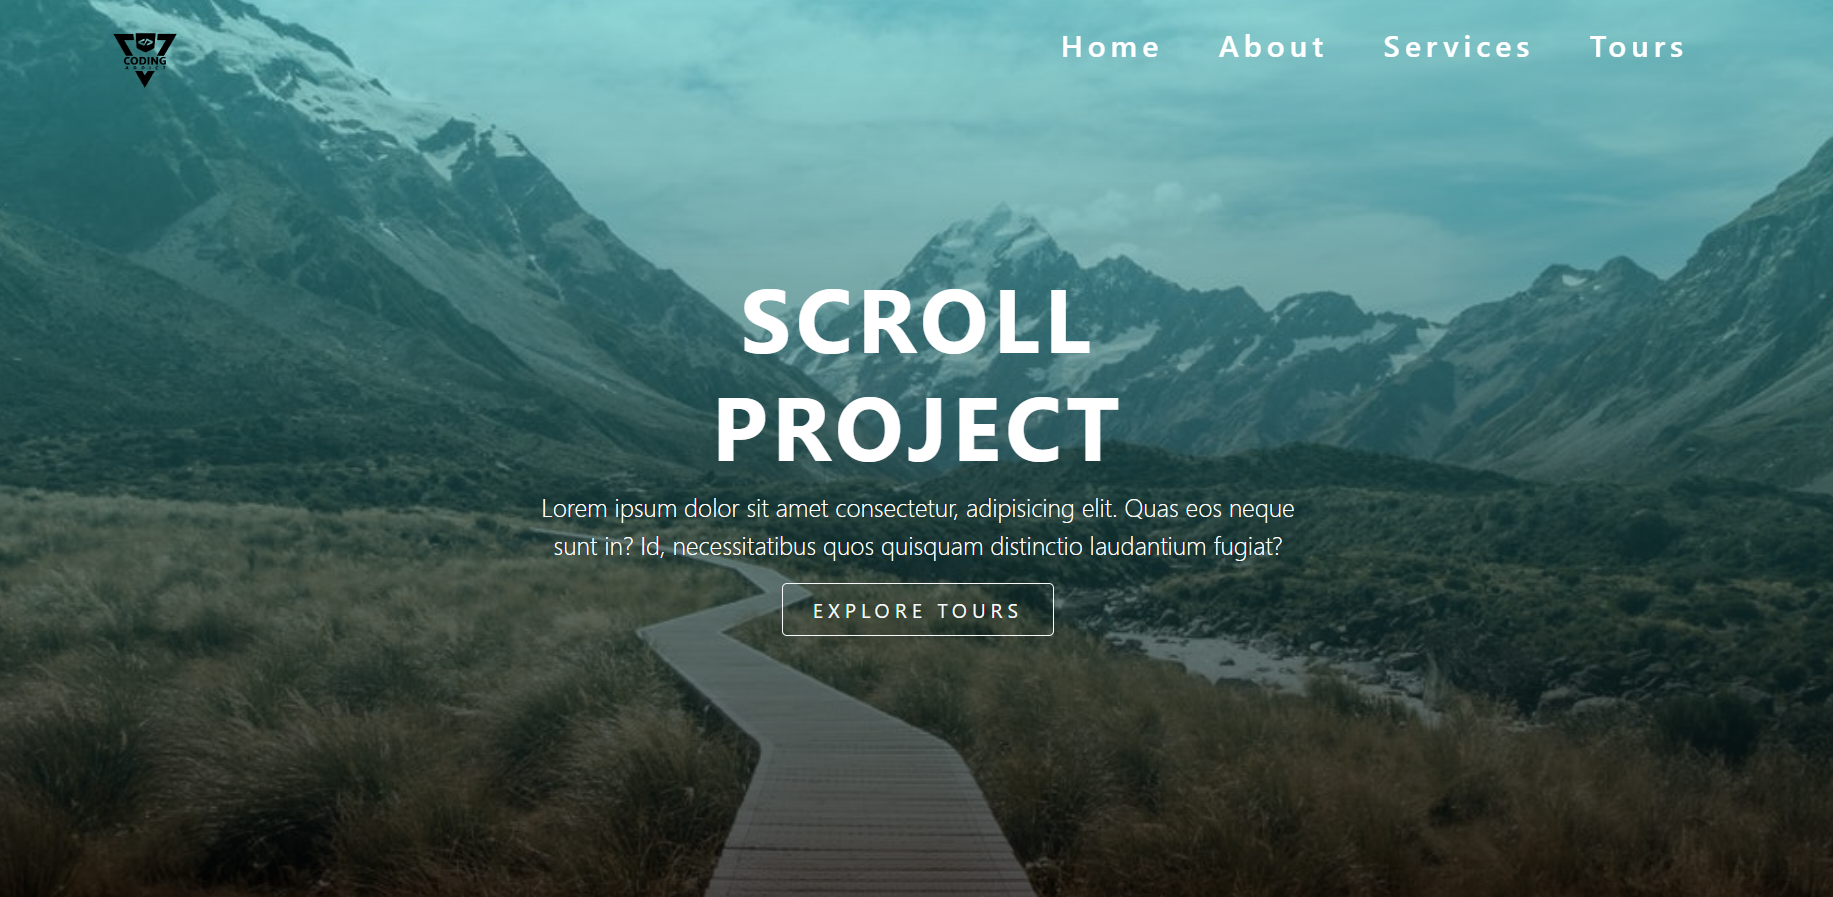 </>
CODING
ADDICT
Home About Services Tours
SCROLL
PROJECT
Lorem ipsum dolor sit amet consectetur, adipisicing elit. Quas eos neque
sunt in? Id, necessitatibus quos quisquam distinctio laudantium fugiat?
EXPLORE TOURS